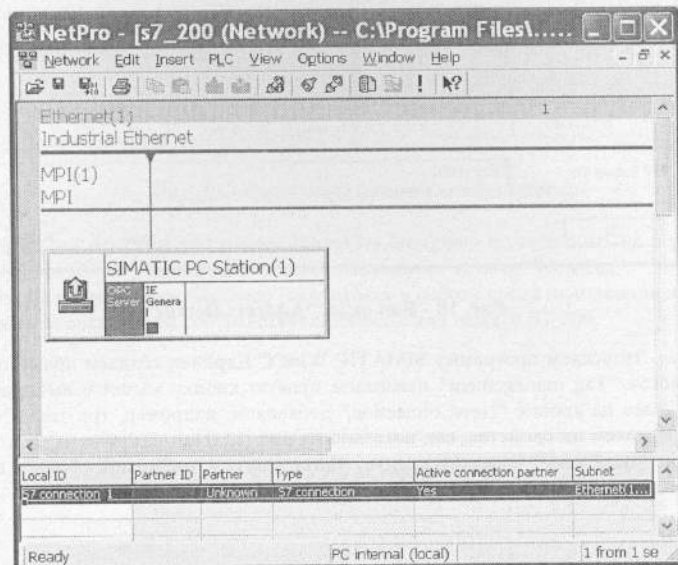 NetPro - [s7_200 (Network) -- C:\Program Files\.....
Network Edit Insert PLC View Options Window Help
Ethernet(1)
1
Industrial Ethernet
MPI(1)
MPI
SIMATIC PC Station(1)
OPC Server
IE Genera l
Local ID Partner ID Partner Type Active connection partner Subnet
S7 connection 1 Unknown S7 connection Yes Ethernet(1...
Ready PC internal (local) 1 from 1 se